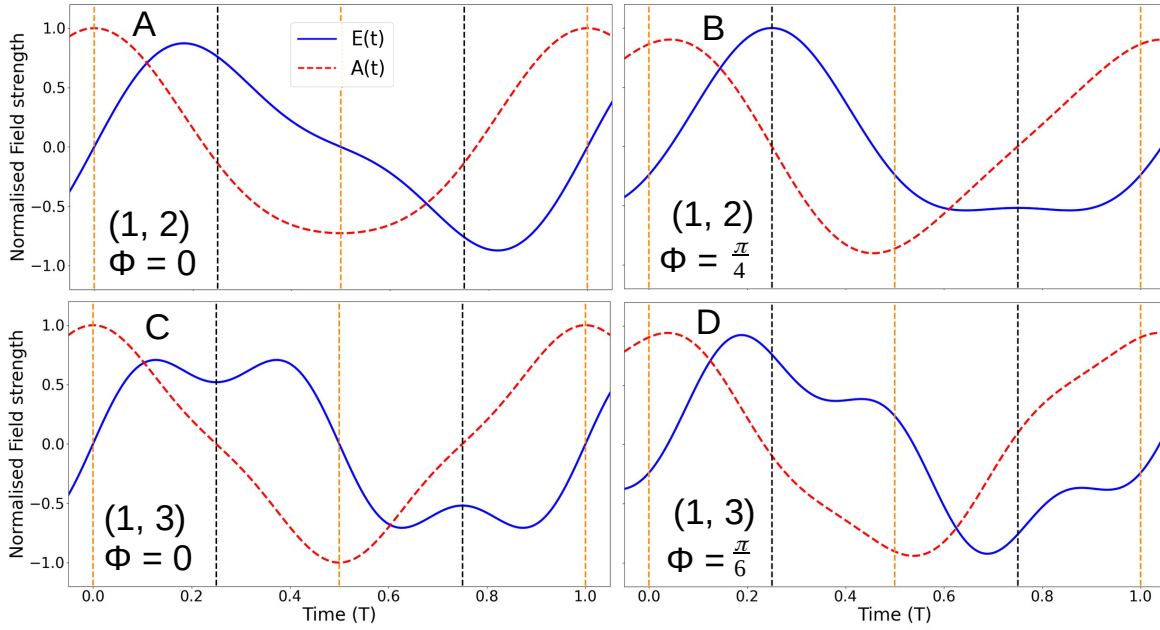 A
E(t)
A(t)
Normalised Field strength
1.0
0.5
0.0
−0.5
−1.0
(1, 2)
Φ = 0
B
(1, 2)
Φ = π/4
C
Normalised Field strength
1.0
0.5
0.0
−0.5
−1.0
(1, 3)
Φ = 0
0.0 0.2 0.4 0.6 0.8 1.0
Time (T)
D
(1, 3)
Φ = π/6
0.0 0.2 0.4 0.6 0.8 1.0
Time (T)